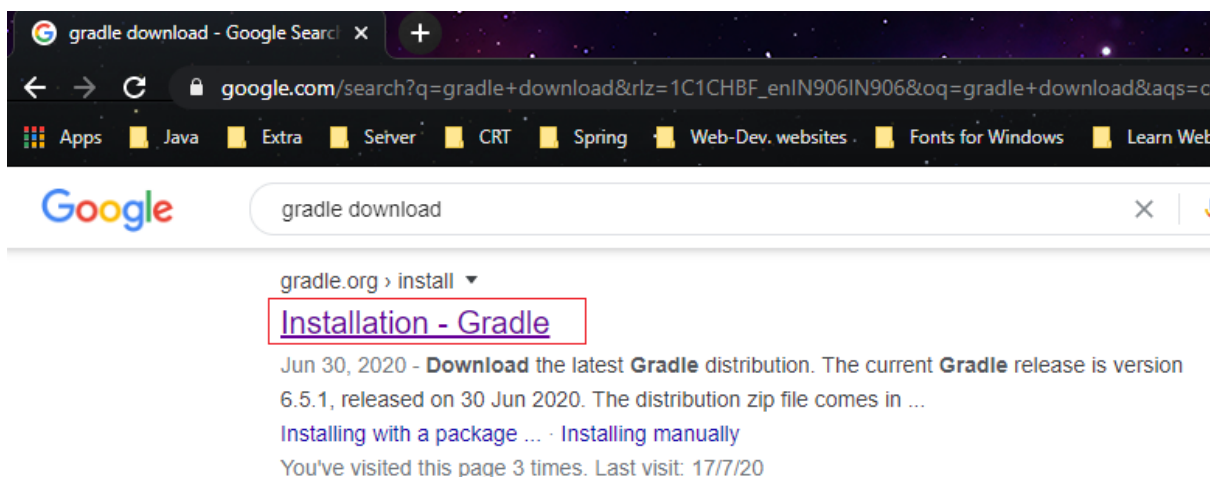 gradle download - Google Search
google.com/search?q=gradle+download&rlz=1C1CHBF_enIN906IN906&oq=gradle+download&aqs=c
Apps Java Extra Seiver CRT Spring Web-Dev. websites Fonts for Windows Learn Web
Google gradle download
gradle.org › install
Installation - Gradle
Jun 30, 2020 - Download the latest Gradle distribution. The current Gradle release is version
6.5.1, released on 30 Jun 2020. The distribution zip file comes in ...
Installing with a package ... · Installing manually
You've visited this page 3 times. Last visit: 17/7/20